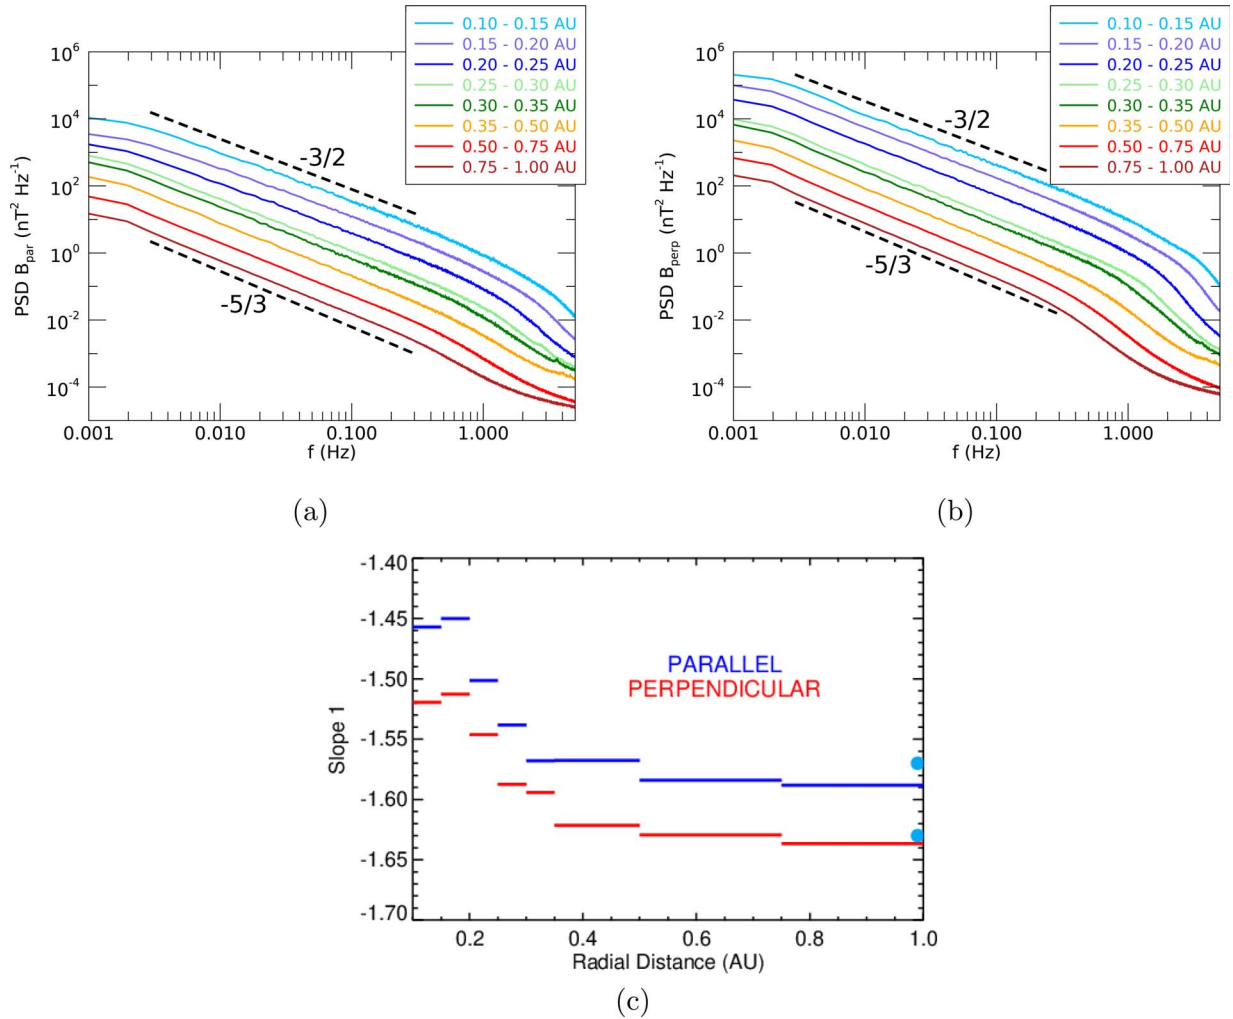 0.10 - 0.15 AU
0.15 - 0.20 AU
0.20 - 0.25 AU
0.25 - 0.30 AU
0.30 - 0.35 AU
0.35 - 0.50 AU
0.50 - 0.75 AU
0.75 - 1.00 AU
10⁶
10⁴
10²
10⁰
10⁻²
10⁻⁴
PSD B_par (nT² Hz⁻¹)
-3/2
-5/3
0.001 0.010 0.100 1.000
f (Hz)
(a)
0.10 - 0.15 AU
0.15 - 0.20 AU
0.20 - 0.25 AU
0.25 - 0.30 AU
0.30 - 0.35 AU
0.35 - 0.50 AU
0.50 - 0.75 AU
0.75 - 1.00 AU
10⁶
10⁴
10²
10⁰
10⁻²
10⁻⁴
PSD B_perp (nT² Hz⁻¹)
-3/2
-5/3
0.001 0.010 0.100 1.000
f (Hz)
(b)
-1.40
-1.45
-1.50
-1.55
-1.60
-1.65
-1.70
Slope 1
PARALLEL
PERPENDICULAR
0.2 0.4 0.6 0.8 1.0
Radial Distance (AU)
(c)